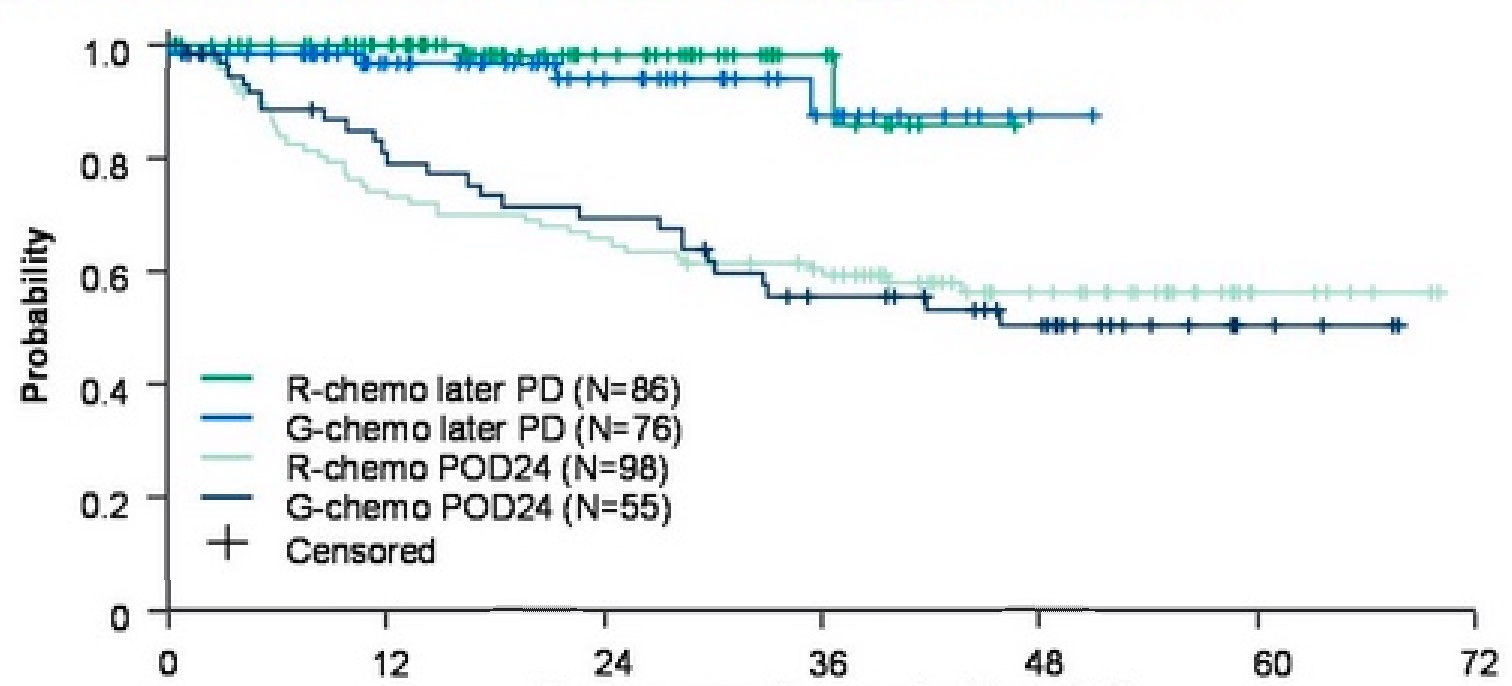 Probability
1.0
0.8
0.6
0.4
0.2
0
R-chemo later PD (N=86)
G-chemo later PD (N=76)
R-chemo POD24 (N=98)
G-chemo POD24 (N=55)
Censored
0 12 24 36 48 60 72